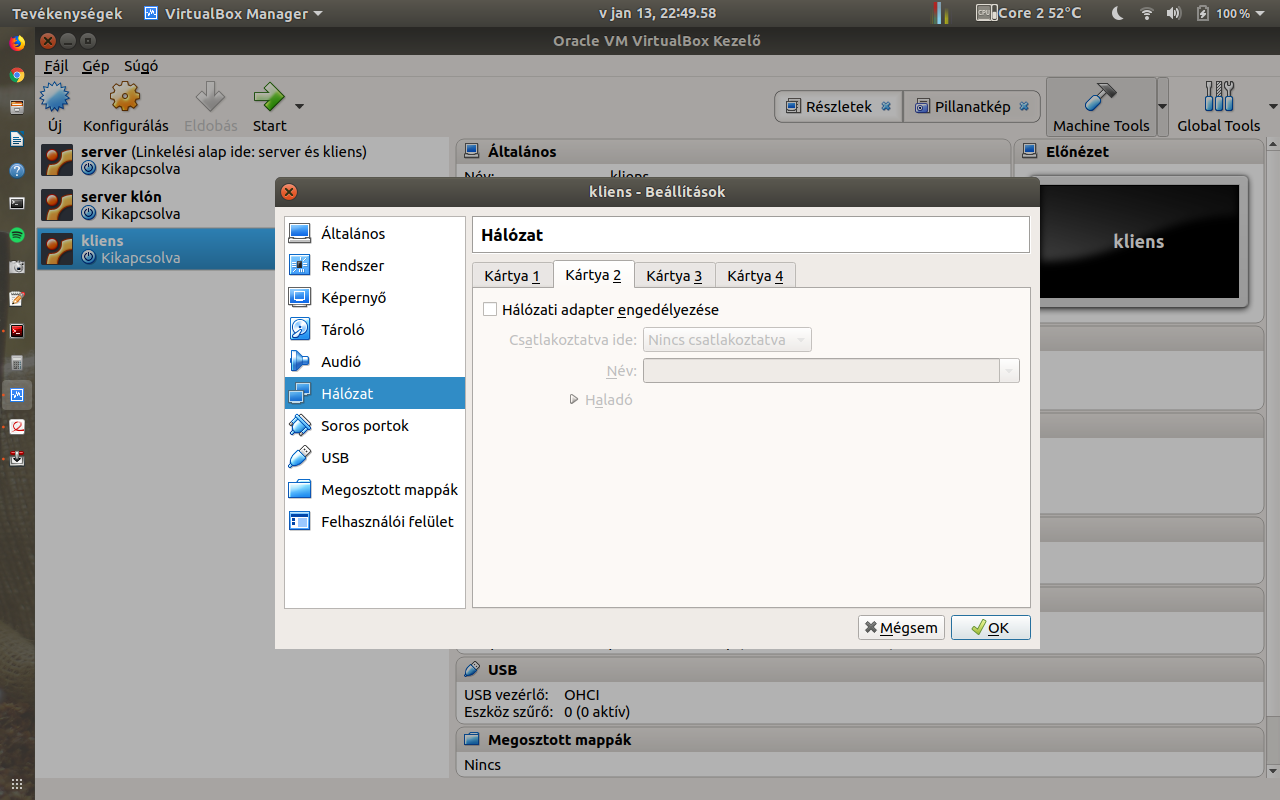 Tevékenységek VirtualBox Manager v jan 13, 22:49.58 CPU Core 2 52°C 100 %
Oracle VM VirtualBox Kezelő
Fájl Gép Súgó
Új Konfigurálás Eldobás Start Részletek Pillanatkép Machine Tools Global Tools
server (Linkelési alap ide: server és kliens)
Kikapcsolva
server klón
Kikapcsolva
kliens
Kikapcsolva
Általános
Név: kliens
Előnézet
kliens
kliens - Beállítások
Általános
Rendszer
Képernyő
Tároló
Audió
Hálózat
Soros portok
USB
Megosztott mappák
Felhasználói felület
Hálózat
Kártya 1 Kártya 2 Kártya 3 Kártya 4
Hálózati adapter engedélyezése
Csatlakoztatva ide: Nincs csatlakoztatva
Név:
Haladó
Mégsem OK
USB
USB vezérlő: OHCI
Eszköz szűrő: 0 (0 aktív)
Megosztott mappák
Nincs